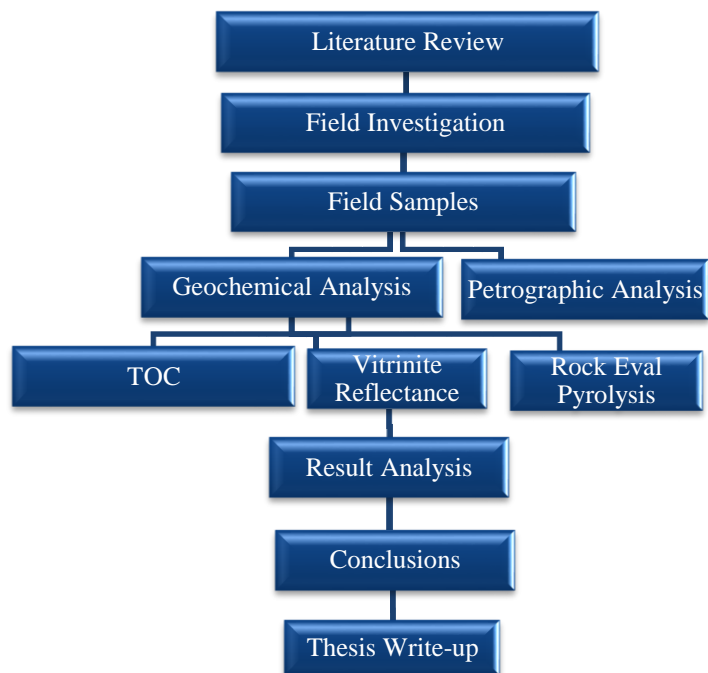 Literature Review
Field Investigation
Field Samples
Geochemical Analysis
Petrographic Analysis
TOC
Vitrinite
Reflectance
Rock Eval
Pyrolysis
Result Analysis
Conclusions
Thesis Write-up